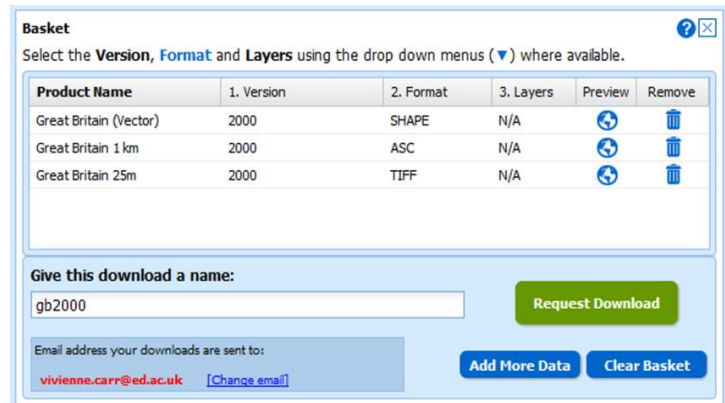 Basket
?
Select the Version, Format and Layers using the drop down menus (▼) where available.
Product Name 1. Version 2. Format 3. Layers Preview Remove
Great Britain (Vector) 2000 SHAPE N/A
Great Britain 1 km 2000 ASC N/A
Great Britain 25m 2000 TIFF N/A
Give this download a name:
gb2000
Request Download
Email address your downloads are sent to:
vivienne.carr@ed.ac.uk [Change email]
Add More Data Clear Basket